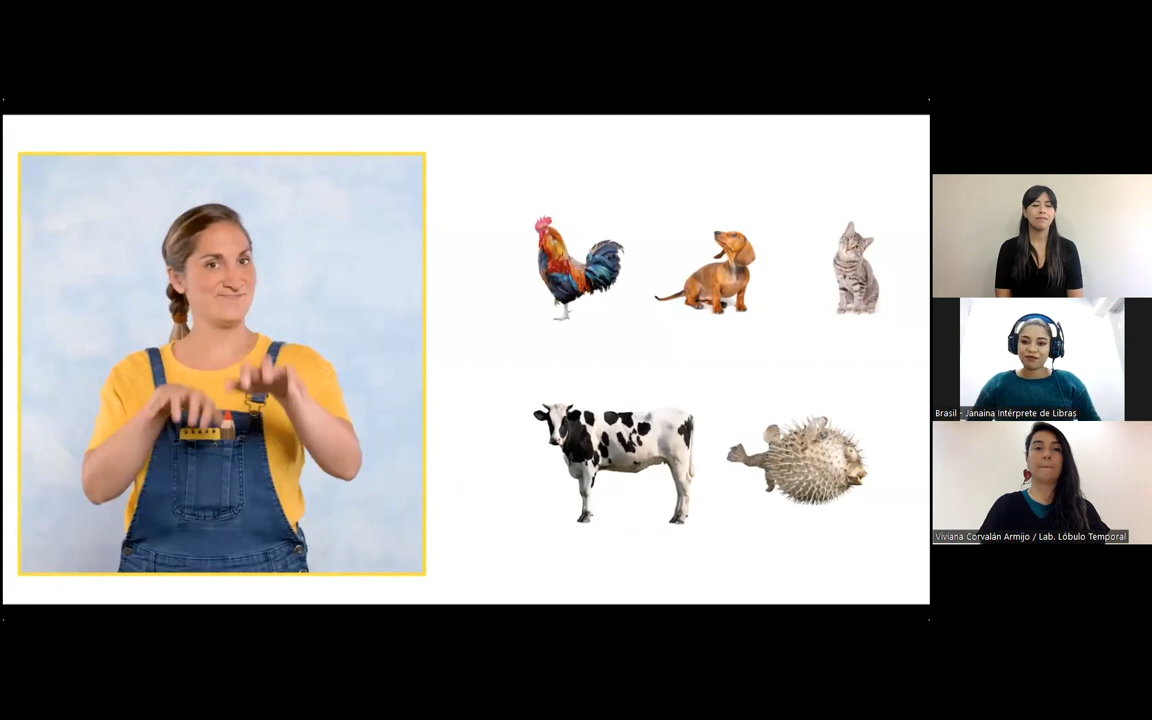 Brasil - Janaina Intérprete de Libras
Viviana Corvalán Armijo / Lab. Lóbulo Temporal